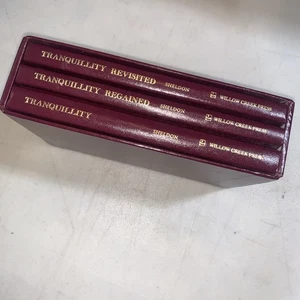 TRANQUILLITY REVISITED SHELDON WILLOW CREEK PRESS
TRANQUILLITY REGAINED SHELDON WILLOW CREEK PRESS
TRANQUILLITY SHELDON WILLOW CREEK PRESS